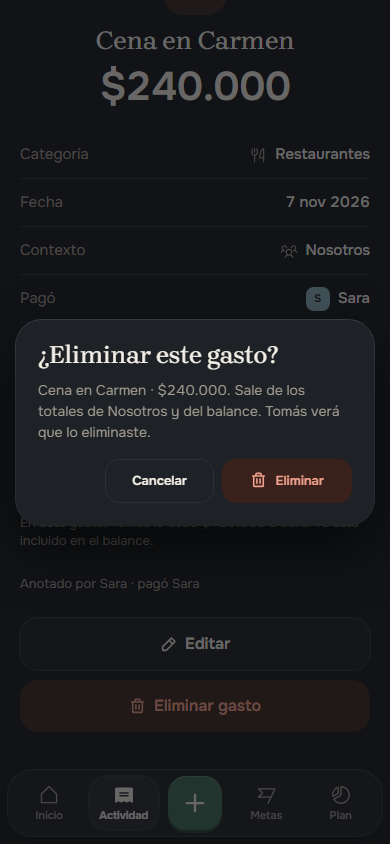 Cena en Carmen
$240.000
Categoría Restaurantes
Fecha 7 nov 2026
Contexto Nosotros
Pagó S Sara
¿Eliminar este gasto?
Cena en Carmen · $240.000. Sale de los
totales de Nosotros y del balance. Tomás verá
que lo eliminaste.
Cancelar Eliminar
incluido en el balance.
Anotado por Sara · pagó Sara
Editar
Eliminar gasto
Inicio Actividad Metas Plan